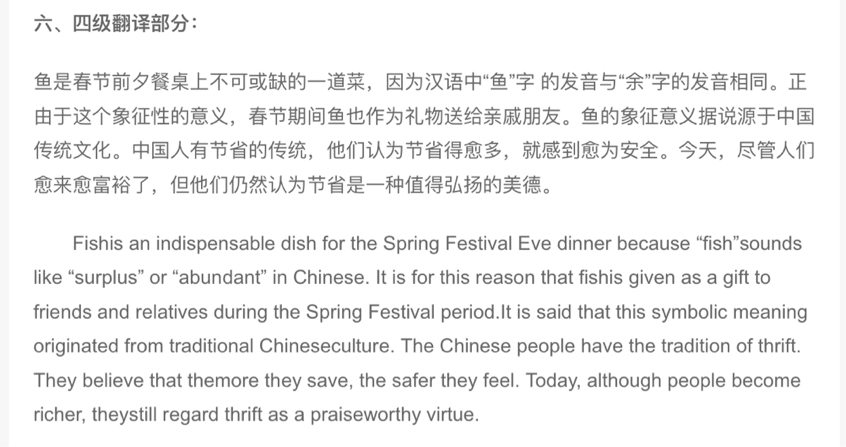 六、四级翻译部分：
鱼是春节前夕餐桌上不可或缺的一道菜，因为汉语中“鱼”字 的发音与“余”字的发音相同。正
由于这个象征性的意义，春节期间鱼也作为礼物送给亲戚朋友。鱼的象征意义据说源于中国
传统文化。中国人有节省的传统，他们认为节省得愈多，就感到愈为安全。今天，尽管人们
愈来愈富裕了，但他们仍然认为节省是一种值得弘扬的美德。
Fishis an indispensable dish for the Spring Festival Eve dinner because “fish”sounds
like “surplus” or “abundant” in Chinese. It is for this reason that fishis given as a gift to
friends and relatives during the Spring Festival period.It is said that this symbolic meaning
originated from traditional Chineseculture. The Chinese people have the tradition of thrift.
They believe that themore they save, the safer they feel. Today, although people become
richer, theystill regard thrift as a praiseworthy virtue.